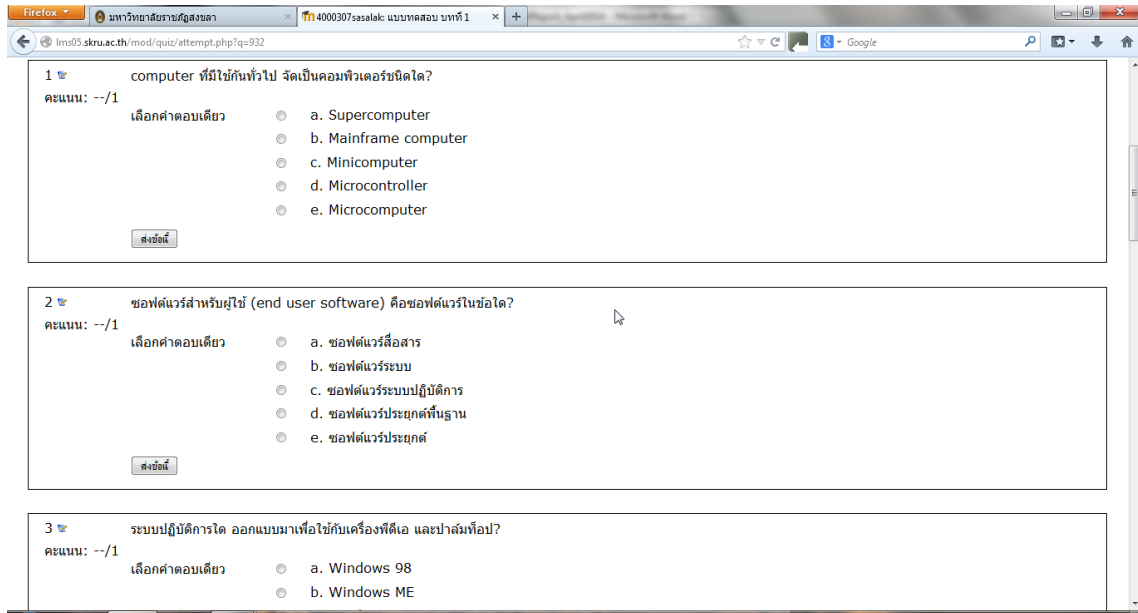 Firefox
มหาวิทยาลัยราชภัฏสงขลา
4000307sasalak: แบบทดสอบ บทที่ 1
lms05.skru.ac.th/mod/quiz/attempt.php?q=932
Google
1 computer ที่มีใช้กันทั่วไป จัดเป็นคอมพิวเตอร์ชนิดใด?
คะแนน: --/1
เลือกคำตอบเดียว a. Supercomputer
b. Mainframe computer
c. Minicomputer
d. Microcontroller
e. Microcomputer
ส่งข้อนี้
2 ซอฟต์แวร์สำหรับผู้ใช้ (end user software) คือซอฟต์แวร์ในข้อใด?
คะแนน: --/1
เลือกคำตอบเดียว a. ซอฟต์แวร์สื่อสาร
b. ซอฟต์แวร์ระบบ
c. ซอฟต์แวร์ระบบปฏิบัติการ
d. ซอฟต์แวร์ประยุกต์พื้นฐาน
e. ซอฟต์แวร์ประยุกต์
ส่งข้อนี้
3 ระบบปฏิบัติการใด ออกแบบมาเพื่อใช้กับเครื่องพีดีเอ และปาล์มท็อป?
คะแนน: --/1
เลือกคำตอบเดียว a. Windows 98
b. Windows ME